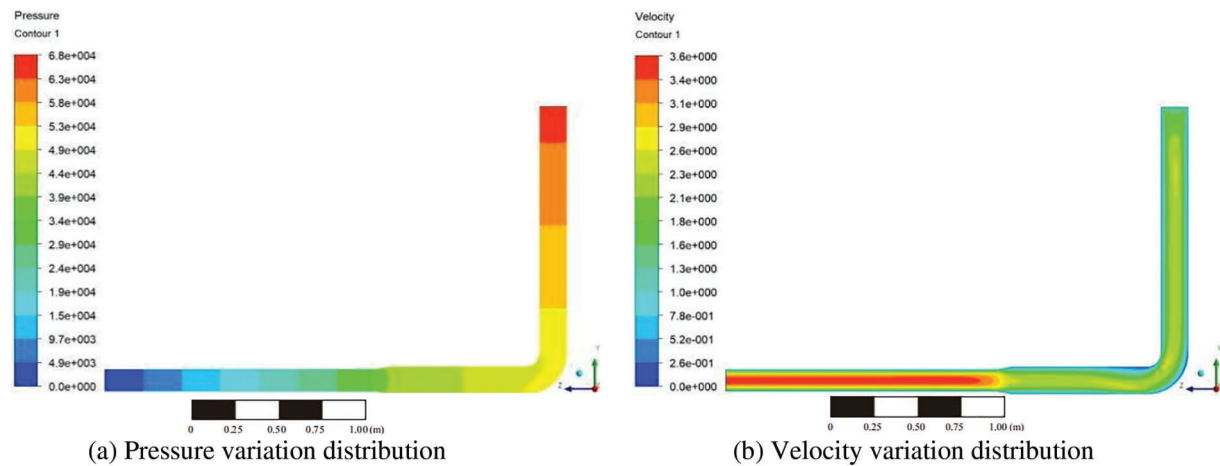 Pressure
Contour 1
6.8e+004
6.3e+004
5.8e+004
5.3e+004
4.9e+004
4.4e+004
3.9e+004
3.4e+004
2.9e+004
2.4e+004
1.9e+004
1.5e+004
9.7e+003
4.9e+003
0.0e+000
Y
Z
0 0.25 0.50 0.75 1.00 (m)
(a) Pressure variation distribution
Velocity
Contour 1
3.6e+000
3.4e+000
3.1e+000
2.9e+000
2.6e+000
2.3e+000
2.1e+000
1.8e+000
1.6e+000
1.3e+000
1.0e+000
7.8e-001
5.2e-001
2.6e-001
0.0e+000
Y
Z
0 0.25 0.50 0.75 1.00 (m)
(b) Velocity variation distribution